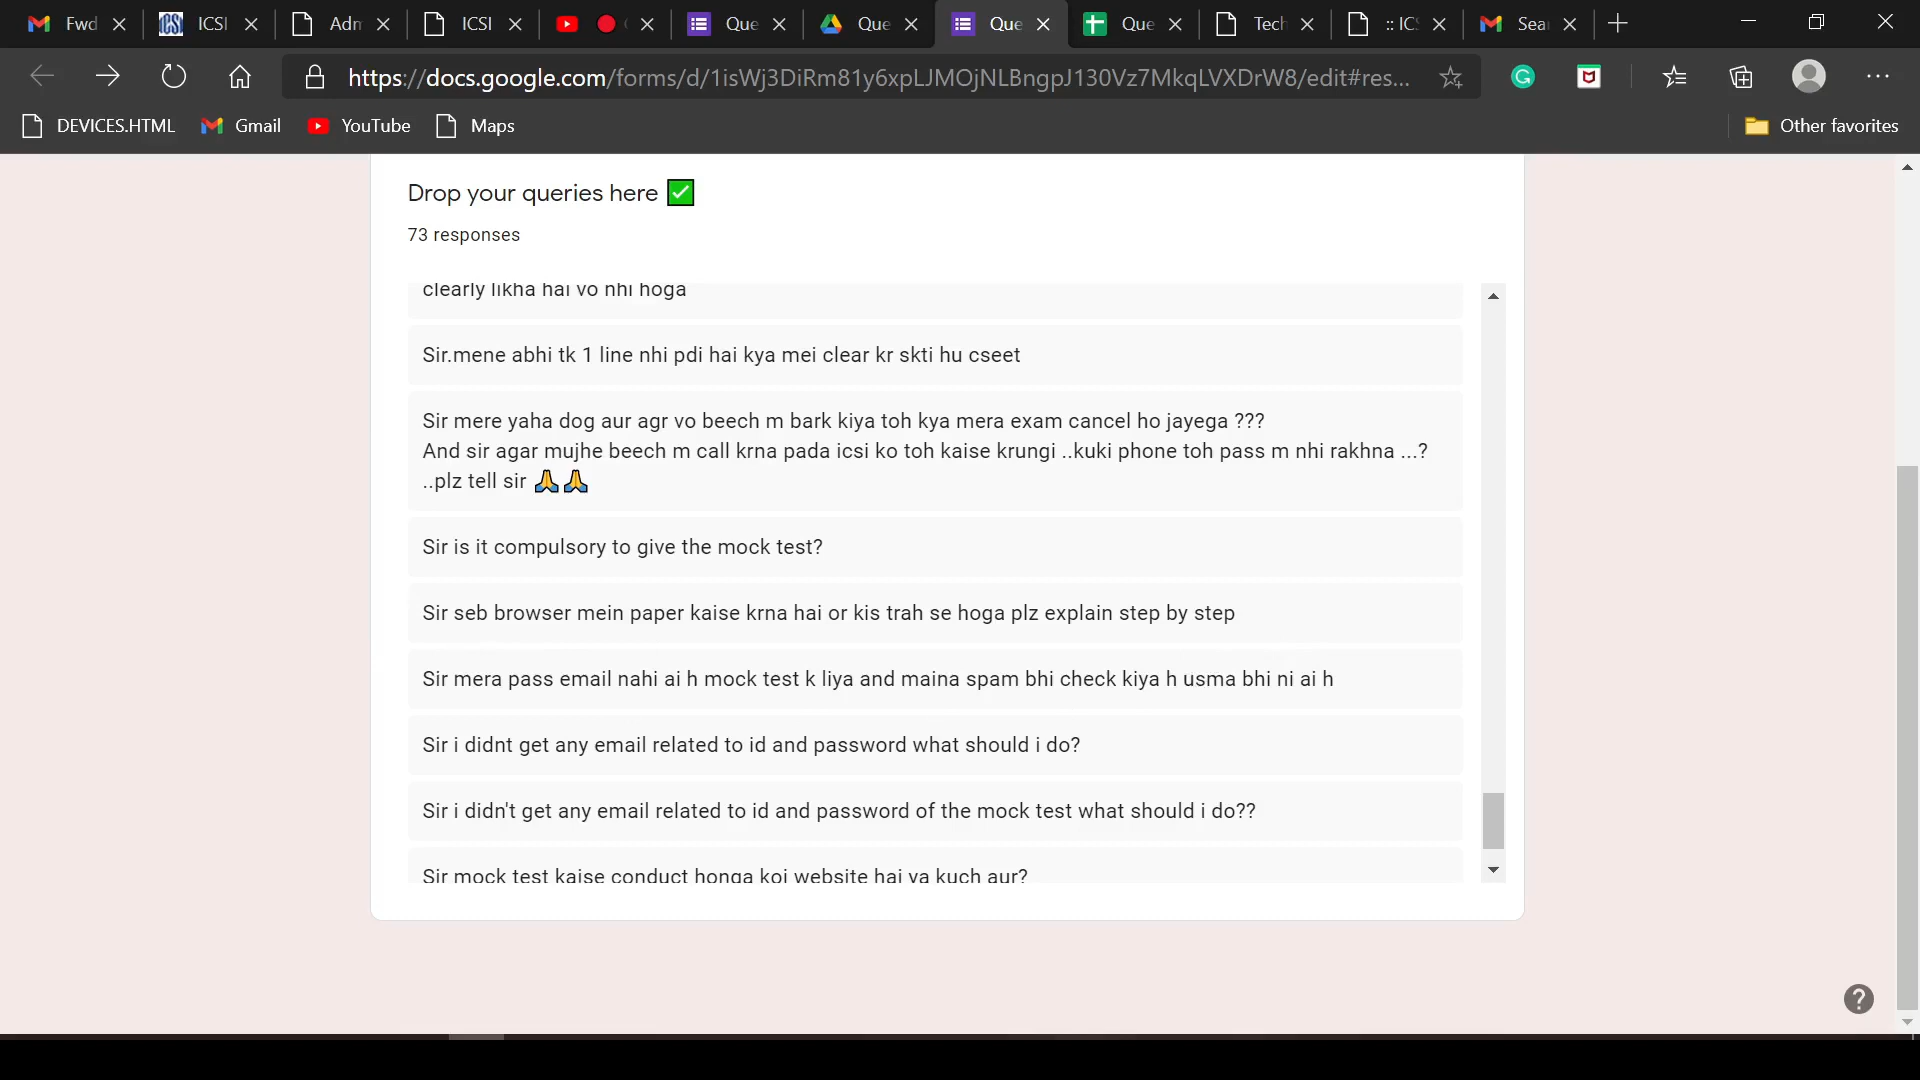 Fwd
ICSI
Adm
ICSI
Que
Que
Que
Que
Tech
:: IC
Sea
https://docs.google.com/forms/d/1isWj3DiRm81y6xpLJMOjNLBngpJ130Vz7MkqLVXDrW8/edit#res...
DEVICES.HTML
Gmail
YouTube
Maps
Other favorites
Drop your queries here ✅
73 responses
clearly likha hai vo nhi hoga
Sir.mene abhi tk 1 line nhi pdi hai kya mei clear kr skti hu cseet
Sir mere yaha dog aur agr vo beech m bark kiya toh kya mera exam cancel ho jayega ???
And sir agar mujhe beech m call krna pada icsi ko toh kaise krungi ..kuki phone toh pass m nhi rakhna ...?
..plz tell sir 🙏🙏
Sir is it compulsory to give the mock test?
Sir seb browser mein paper kaise krna hai or kis trah se hoga plz explain step by step
Sir mera pass email nahi ai h mock test k liya and maina spam bhi check kiya h usma bhi ni ai h
Sir i didnt get any email related to id and password what should i do?
Sir i didn't get any email related to id and password of the mock test what should i do??
Sir mock test kaise conduct honga koi website hai ya kuch aur?